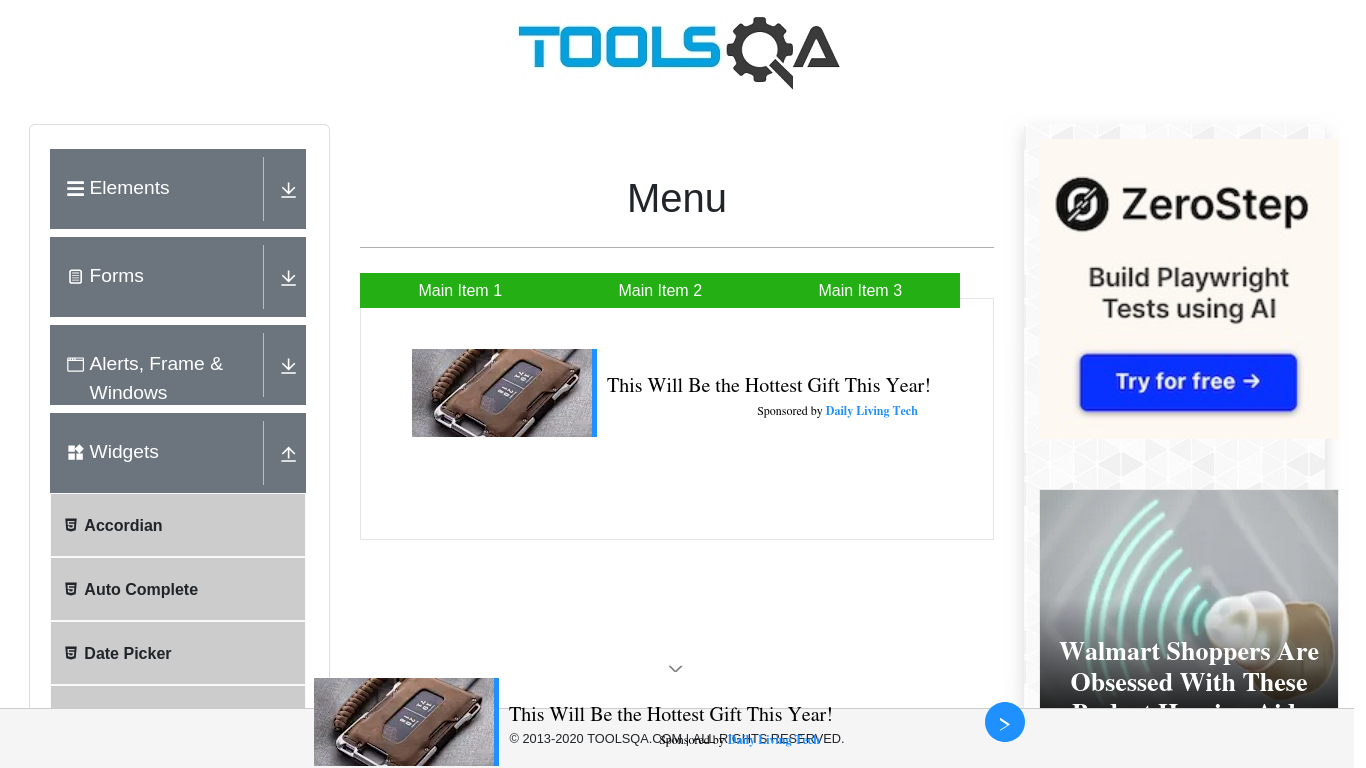 TOOLSQA
Elements
Forms
Alerts, Frame &
Windows
Widgets
Accordian
Auto Complete
Date Picker
Menu
Main Item 1
Main Item 2
Main Item 3
This Will Be the Hottest Gift This Year!
Sponsored by Daily Living Tech
ZeroStep
Build Playwright
Tests using AI
Try for free →
Walmart Shoppers Are
Obsessed With These
This Will Be the Hottest Gift This Year!
Sponsored by Daily Living Tech
© 2013-2020 TOOLSQA.COM | ALL RIGHTS RESERVED.